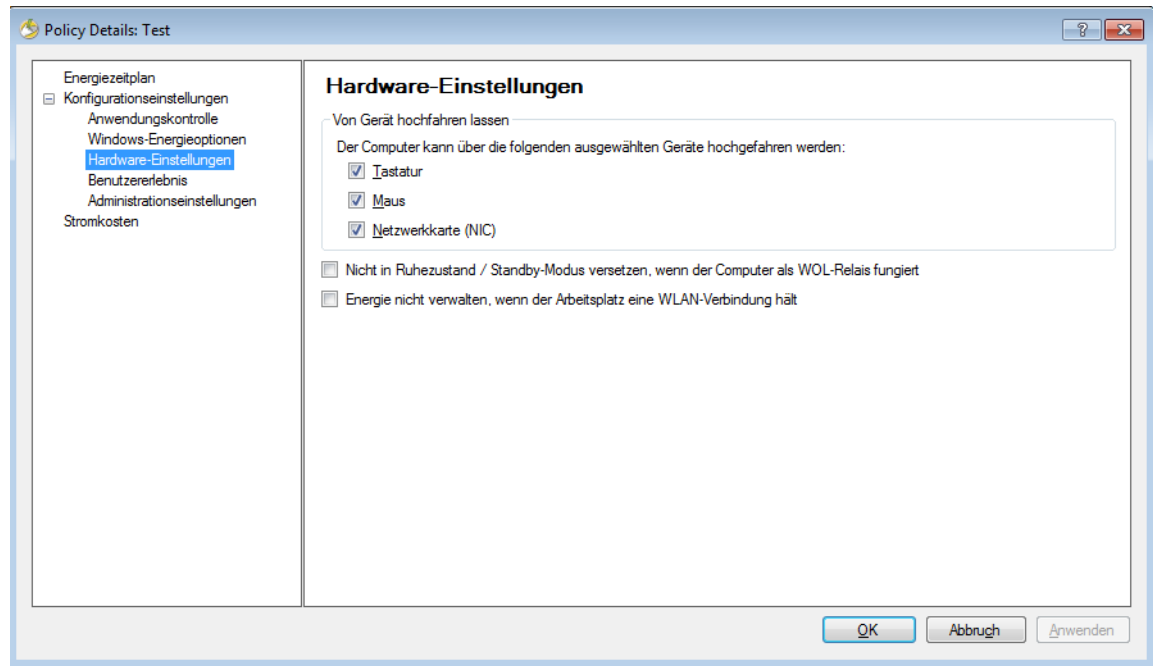 Policy Details: Test
Energiezeitplan
Konfigurationseinstellungen
Anwendungskontrolle
Windows-Energieoptionen
Hardware-Einstellungen
Benutzererlebnis
Administrationseinstellungen
Stromkosten
Hardware-Einstellungen
Von Gerät hochfahren lassen
Der Computer kann über die folgenden ausgewählten Geräte hochgefahren werden:
Tastatur
Maus
Netzwerkkarte (NIC)
Nicht in Ruhezustand / Standby-Modus versetzen, wenn der Computer als WOL-Relais fungiert
Energie nicht verwalten, wenn der Arbeitsplatz eine WLAN-Verbindung hält
OK
Abbruch
Anwenden